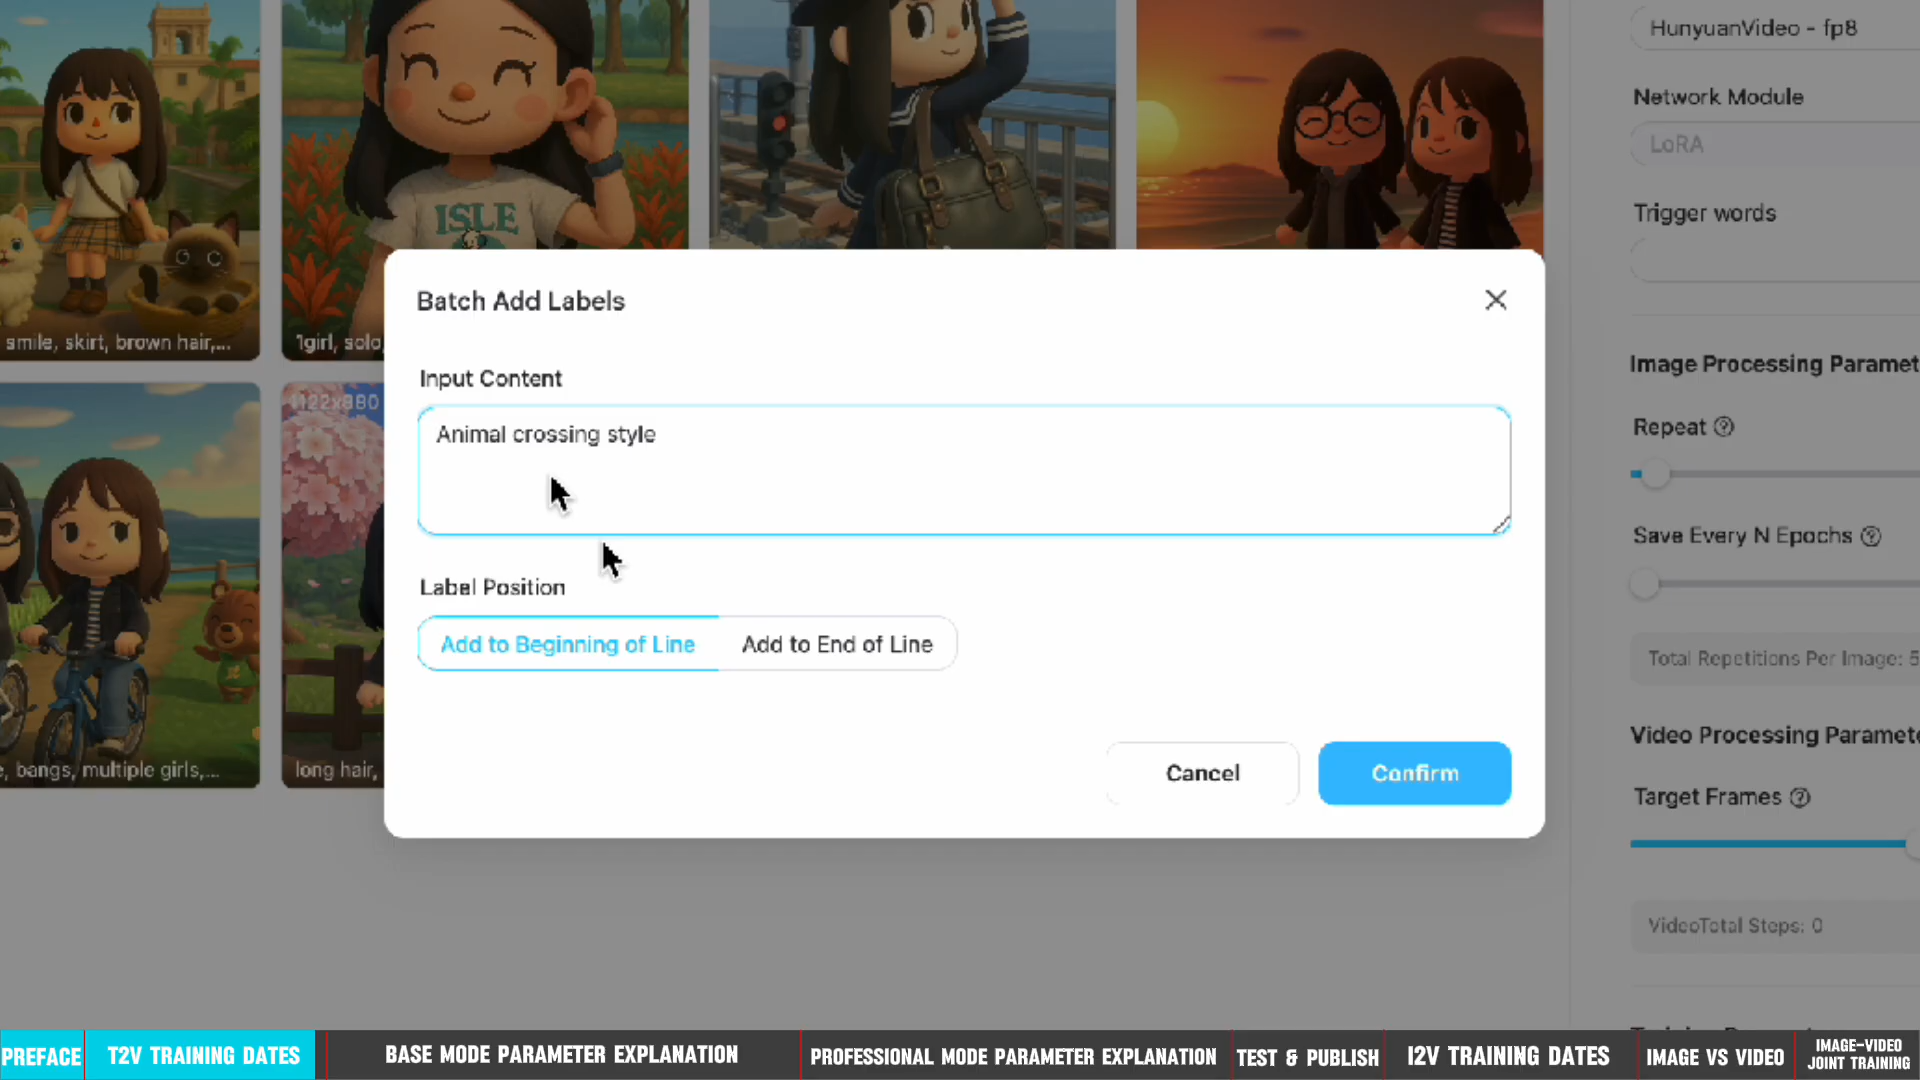 HunyuanVideo - fp8
Network Module
LoRA
Trigger words
ISLE
smile, skirt, brown hair,...
1girl, solo,
Batch Add Labels
Input Content
Animal crossing style
Label Position
Add to Beginning of Line
Add to End of Line
Cancel
Confirm
1122x880
bangs, multiple girls,...
long hair,
Image Processing Paramet
Repeat
Save Every N Epochs
Total Repetitions Per Image: 5
Video Processing Paramete
Target Frames
VideoTotal Steps: 0
PREFACE
T2V TRAINING DATES
BASE MODE PARAMETER EXPLANATION
PROFESSIONAL MODE PARAMETER EXPLANATION
TEST & PUBLISH
I2V TRAINING DATES
IMAGE VS VIDEO
IMAGE-VIDEO
JOINT TRAINING